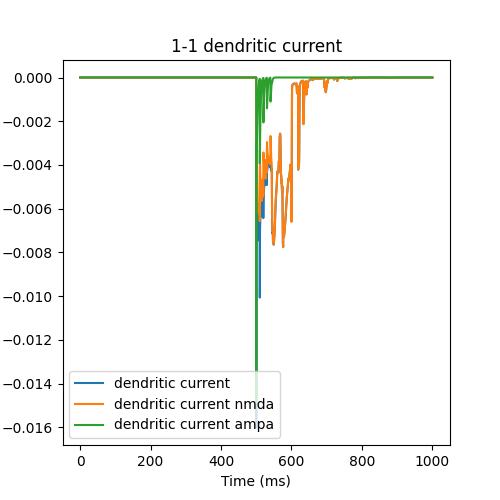 1-1 dendritic current
0.000
−0.002
−0.004
−0.006
−0.008
−0.010
−0.012
−0.014
−0.016
dendritic current
dendritic current nmda
dendritic current ampa
0 200 400 600 800 1000
Time (ms)